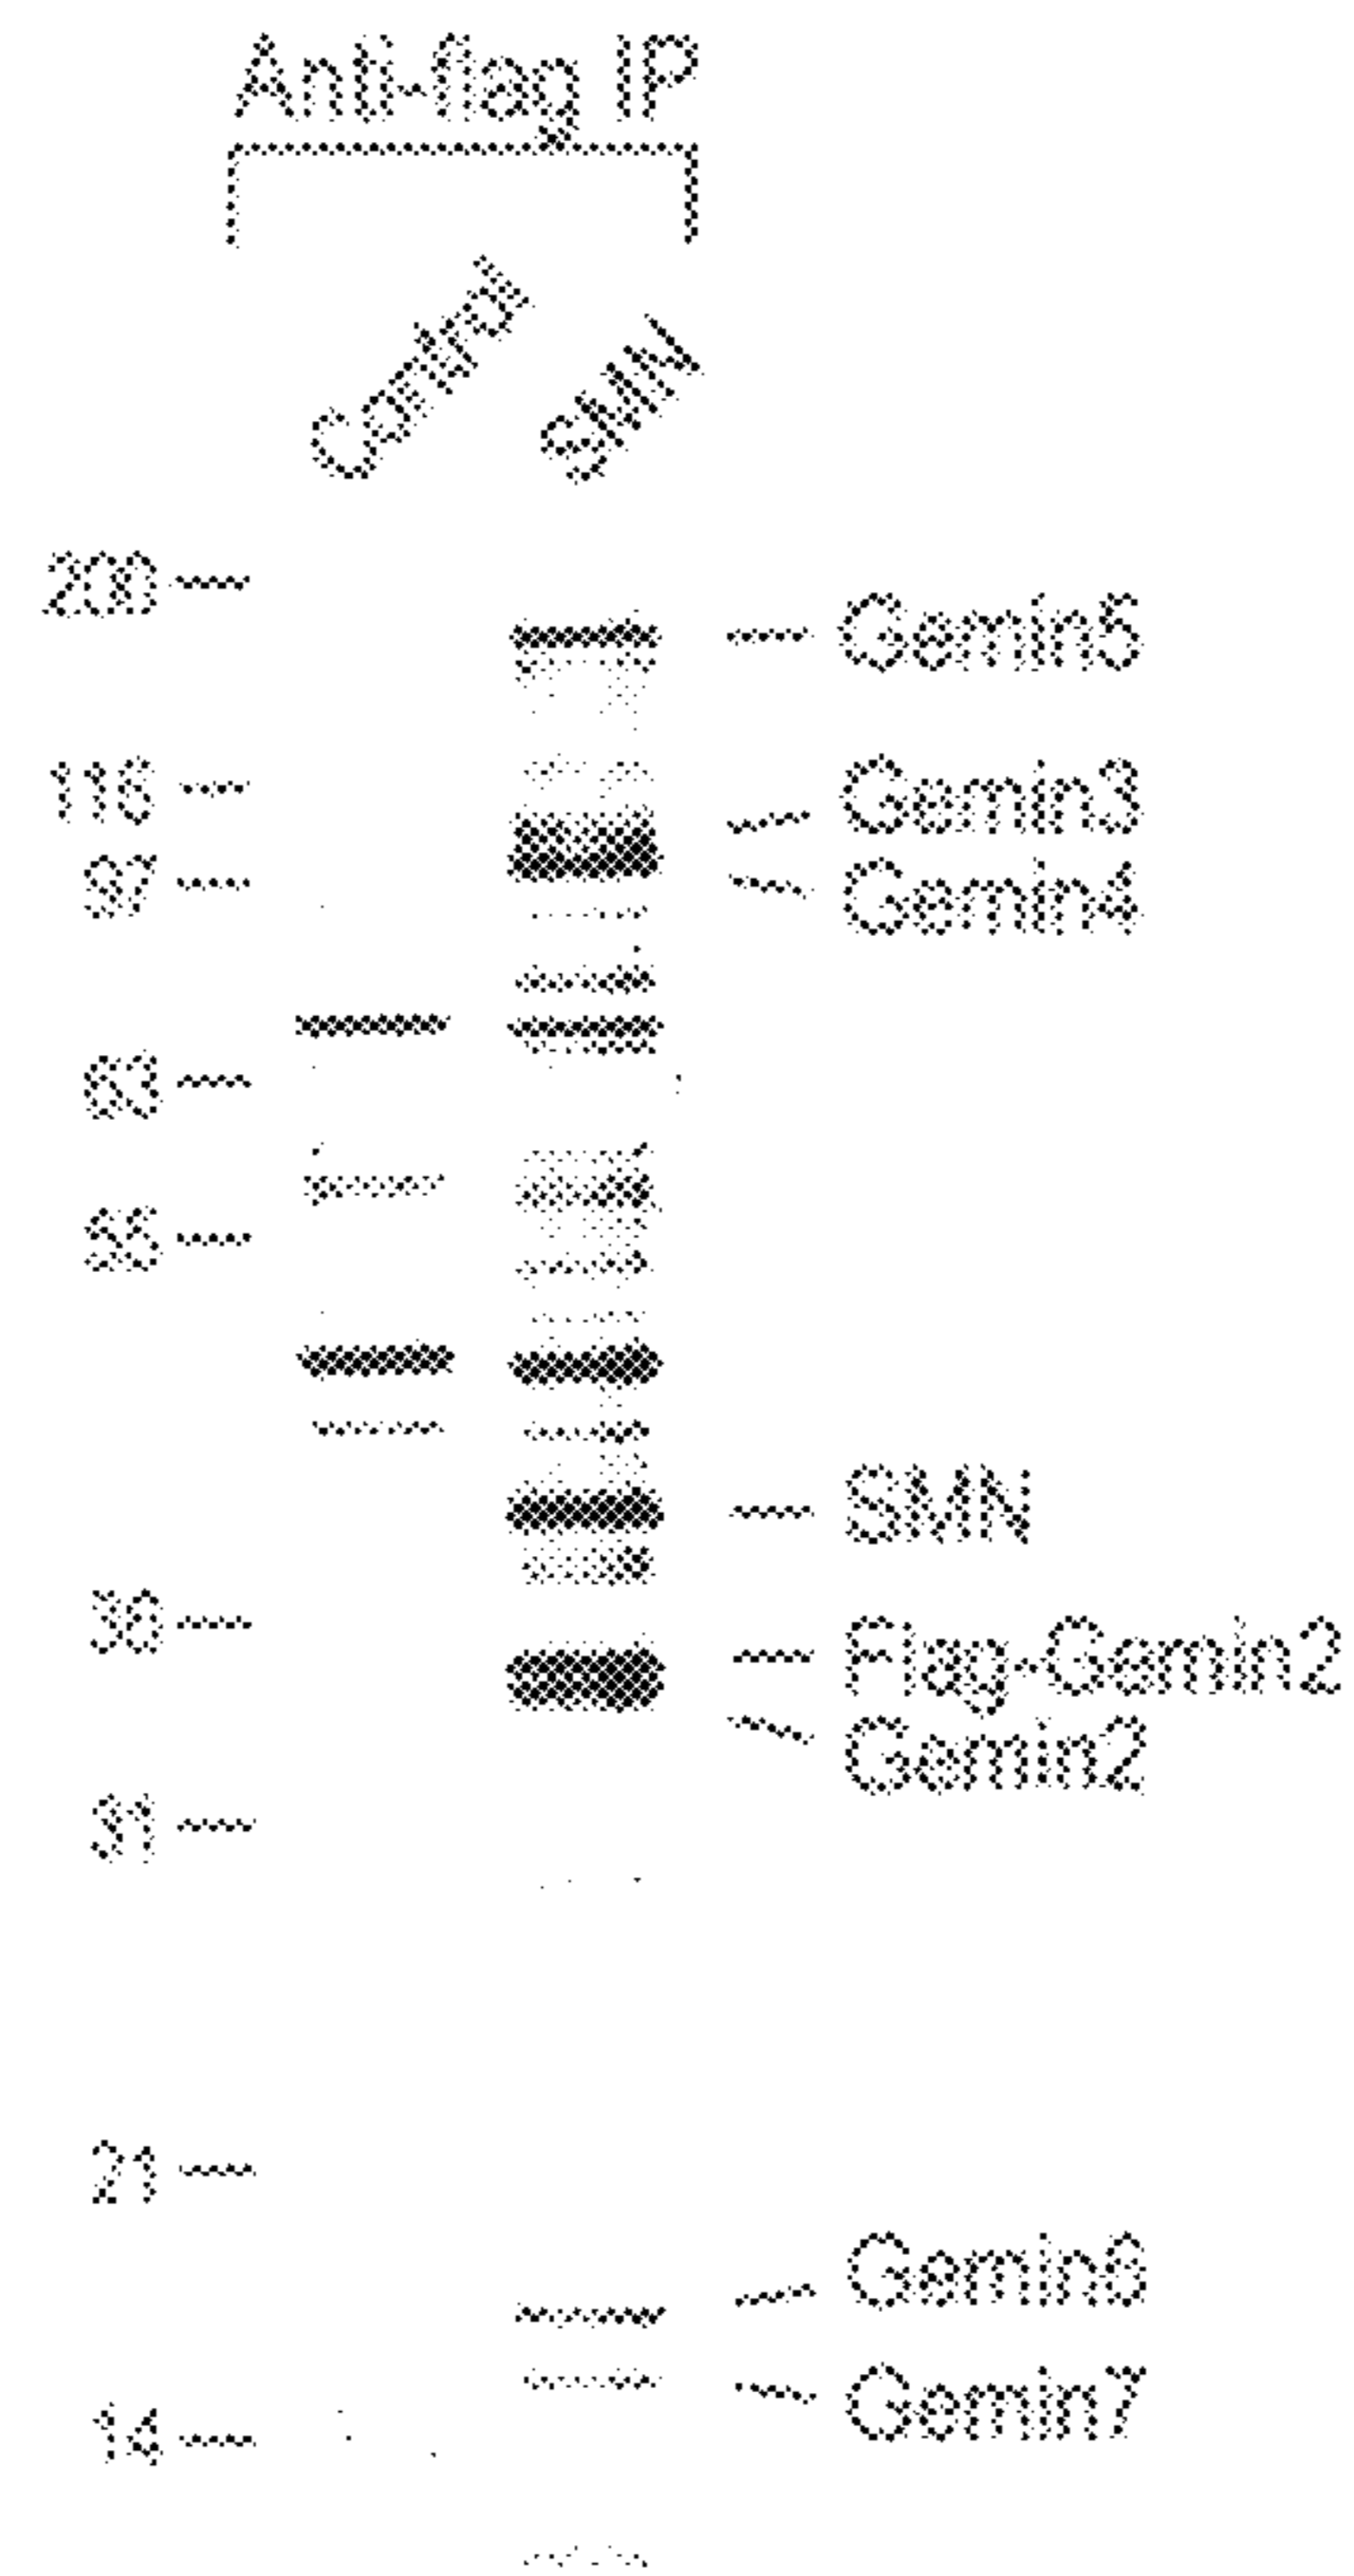 Anti-flag IP
Control
SMN
200
Gemin5
116
Gemin3
97
Gemin4
63
55
SMN
36
Flag-Gemin2
Gemin2
31
21
Gemin6
Gemin7
14